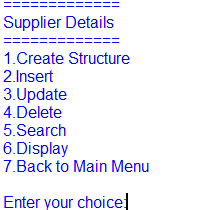 =============
Supplier Details
=============
1.Create Structure
2.Insert
3.Update
4.Delete
5.Search
6.Display
7.Back to Main Menu
Enter your choice: